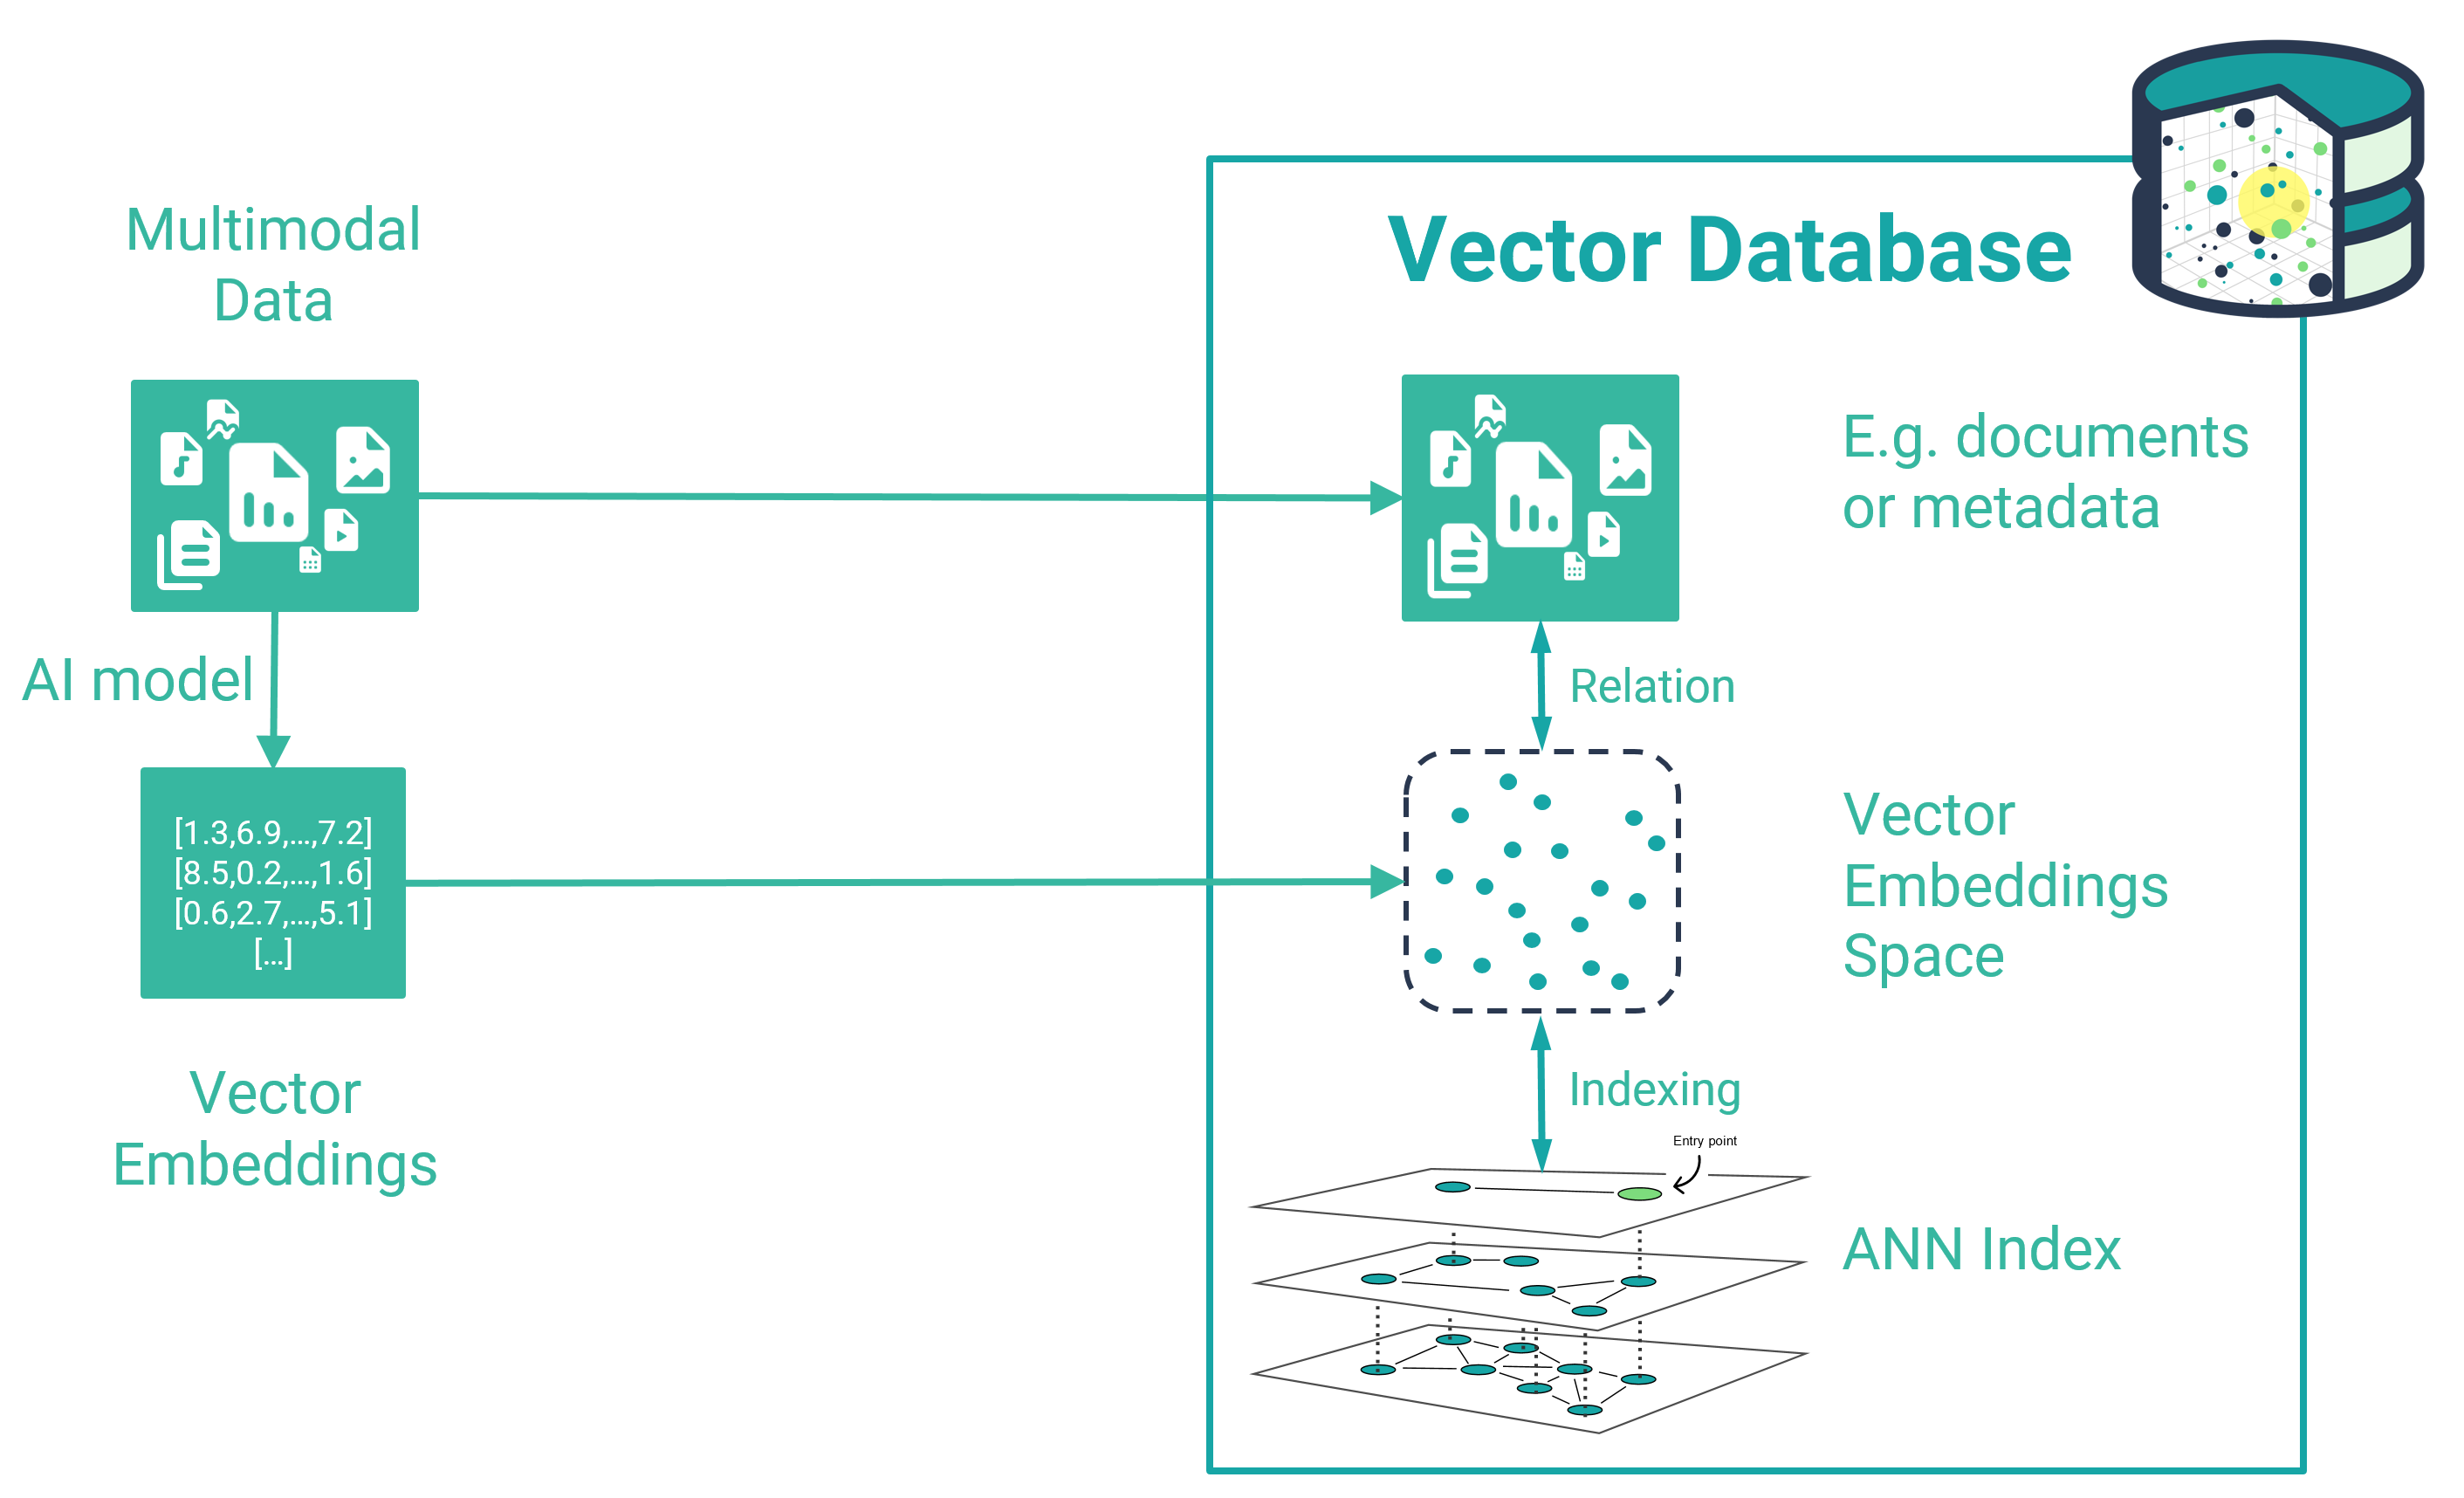 Multimodal
Data
AI model
[1.3,6.9,...,7.2]
[8.5,0.2,...,1.6]
[0.6,2.7,...,5.1]
[...]
Vector
Embeddings
Vector Database
E.g. documents
or metadata
Relation
Vector
Embeddings
Space
Indexing
Entry point
ANN Index